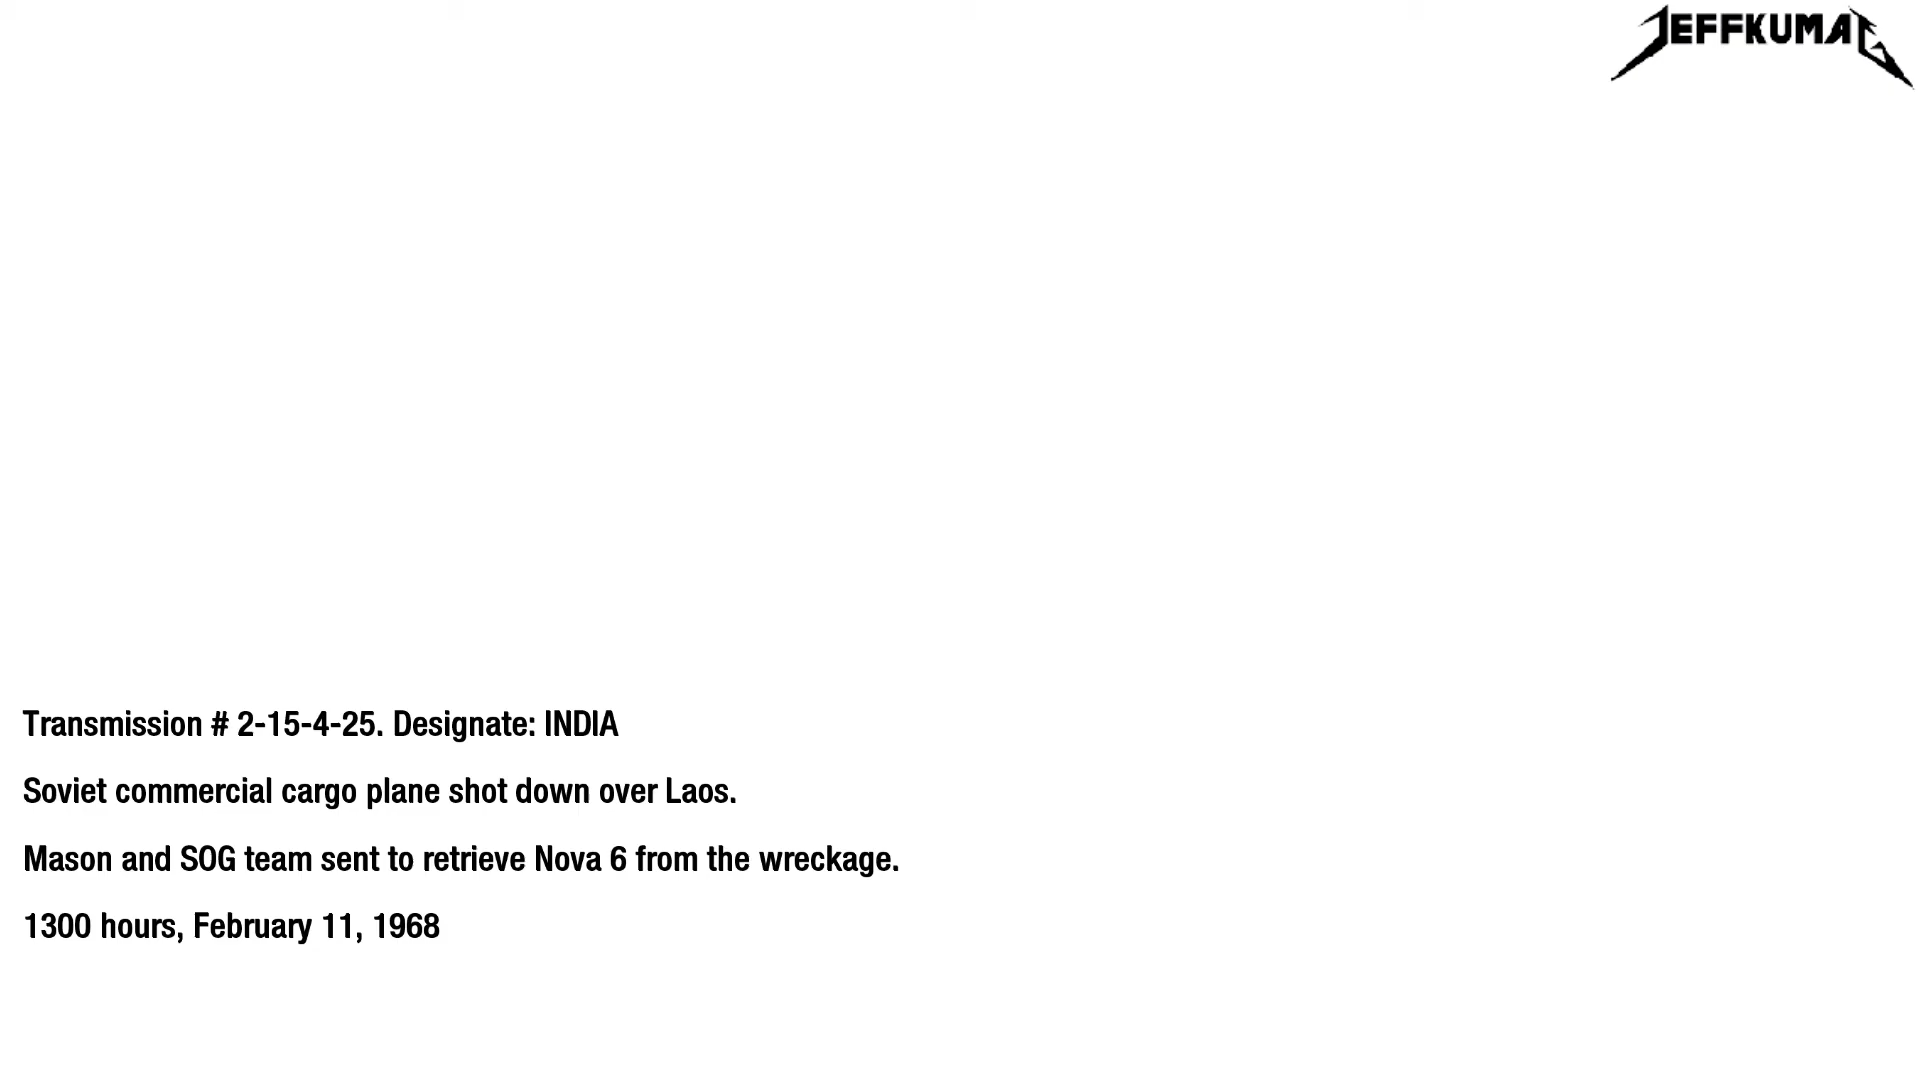 JEFFKUMAG
Transmission # 2-15-4-25. Designate: INDIA
Soviet commercial cargo plane shot down over Laos.
Mason and SOG team sent to retrieve Nova 6 from the wreckage.
1300 hours, February 11, 1968